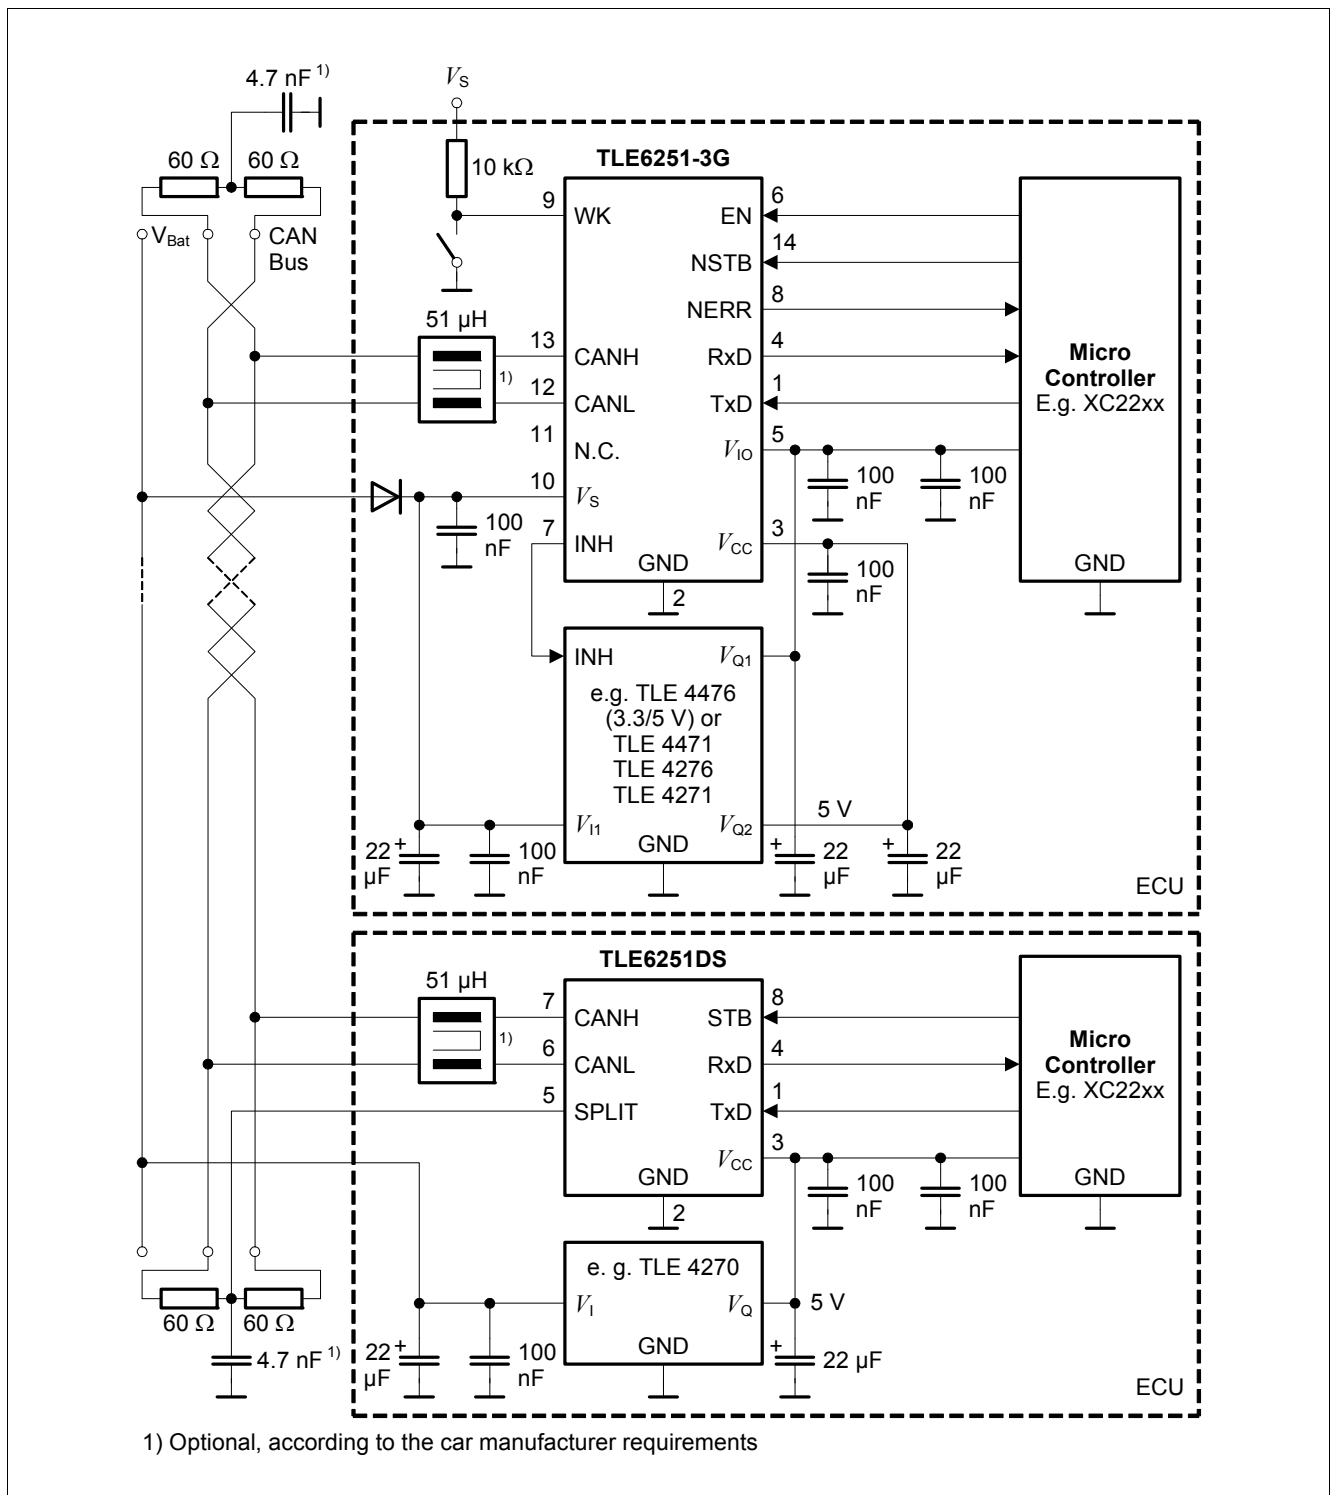 4.7 nF 1)
VS
60 Ω 60 Ω
10 kΩ
TLE6251-3G
9 WK EN 6
VBat CAN
Bus
NSTB 14
NERR 8
51 µH
1)
13 CANH RxD 4
12 CANL TxD 1
11 N.C. VIO 5
Micro
Controller
E.g. XC22xx
100
nF
100
nF
10 VS
100
nF
7 INH VCC 3
100
nF
GND
2
GND
INH VQ1
e.g. TLE 4476
(3.3/5 V) or
TLE 4471
TLE 4276
TLE 4271
VI1 VQ2 5 V
GND
22
µF
+
100
nF
+
22
µF
+
22
µF
ECU
TLE6251DS
51 µH
1)
7 CANH STB 8
6 CANL RxD 4
5 SPLIT TxD 1
VCC 3
Micro
Controller
E.g. XC22xx
GND
2
100
nF
100
nF
GND
e. g. TLE 4270
VI VQ 5 V
GND
60 Ω 60 Ω
4.7 nF 1)
22
µF
+
100
nF
+
22 µF
ECU
1) Optional, according to the car manufacturer requirements